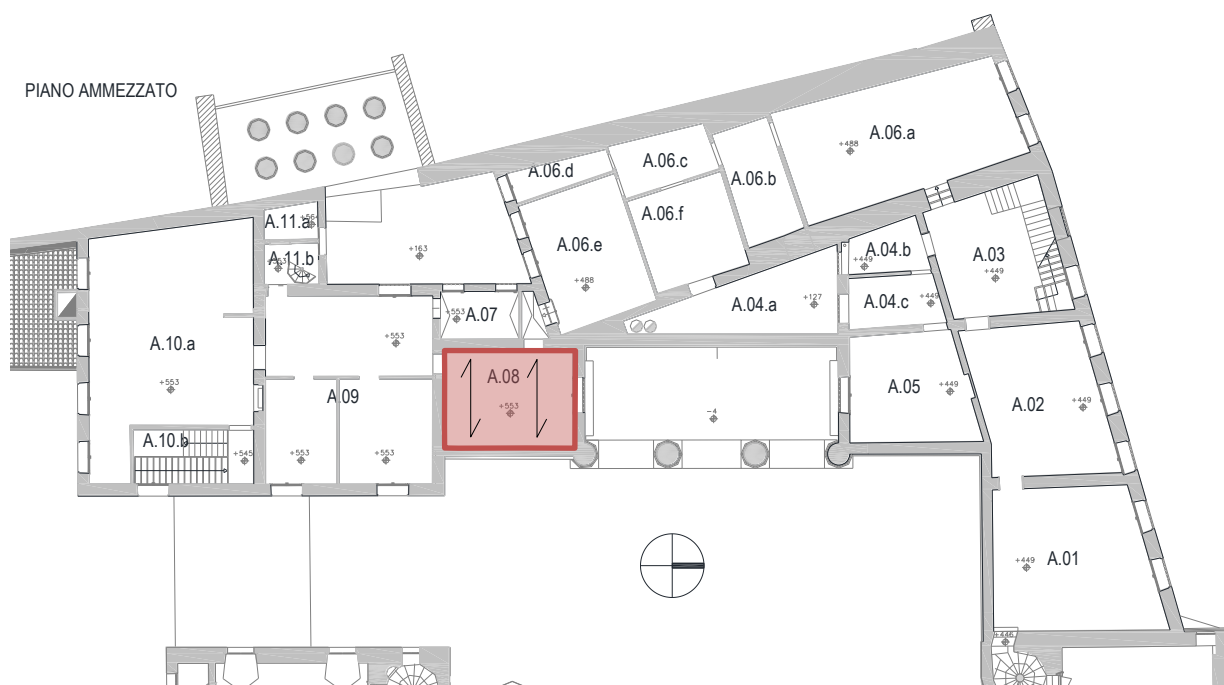 PIANO AMMEZZATO
A.06.a
+488
A.06.c
A.06.d
A.06.b
A.06.f
A.11.a
A.06.e
+488
A.04.b
+449
A.03
+449
A.11.b
+553
+163
A.04.a
+127
A.04.c
+449
A.07
+553
A.10.a
+553
+553
A.08
+553
A.09
-4
A.05
+449
A.02
+449
A.10.b
+545
+553
+553
A.01
+449
+446